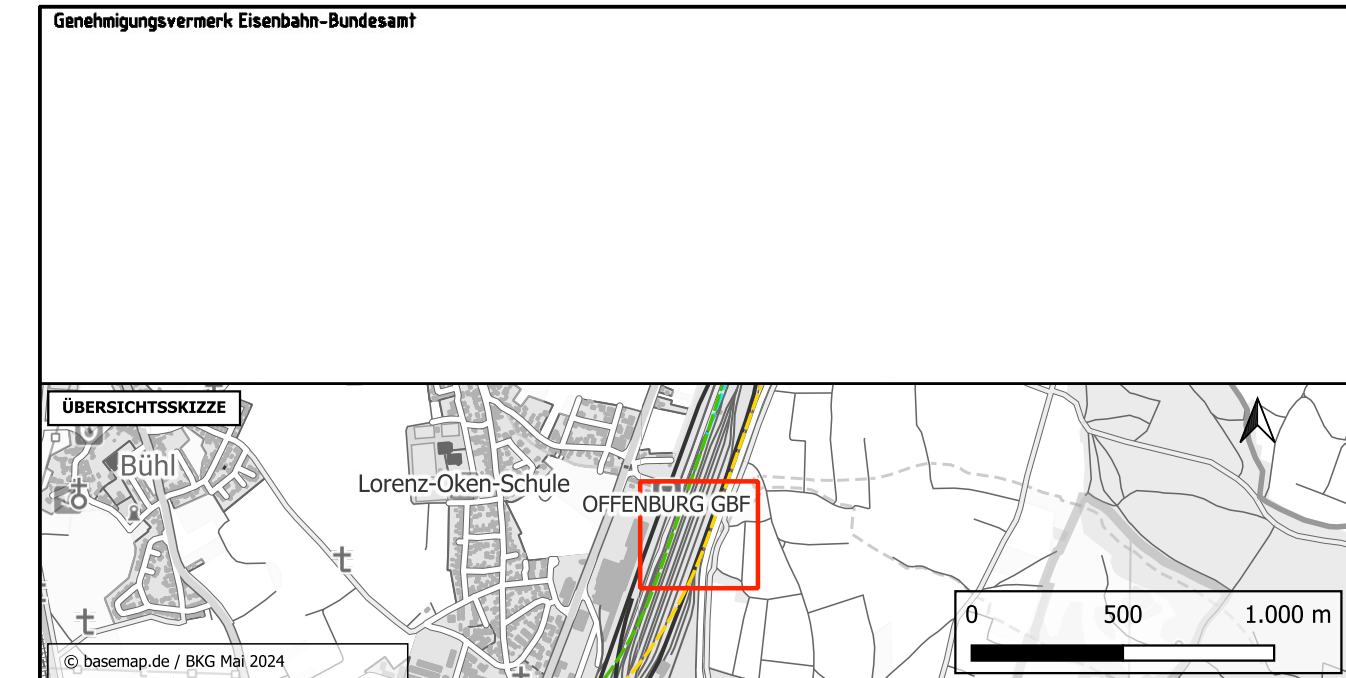 Genehmigungsvermerk Eisenbahn-Bundesamt
ÜBERSICHTSSKIZZE
Bühl
Lorenz-Oken-Schule
OFFENBURG GBF
0 500 1.000 m
© basemap.de / BKG Mai 2024